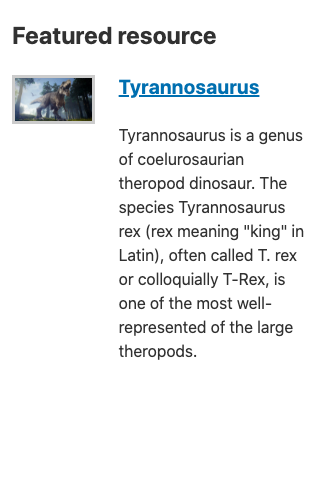 Featured resource
Tyrannosaurus
Tyrannosaurus is a genus
of coelurosaurian
theropod dinosaur. The
species Tyrannosaurus
rex (rex meaning "king" in
Latin), often called T. rex
or colloquially T-Rex, is
one of the most well-
represented of the large
theropods.